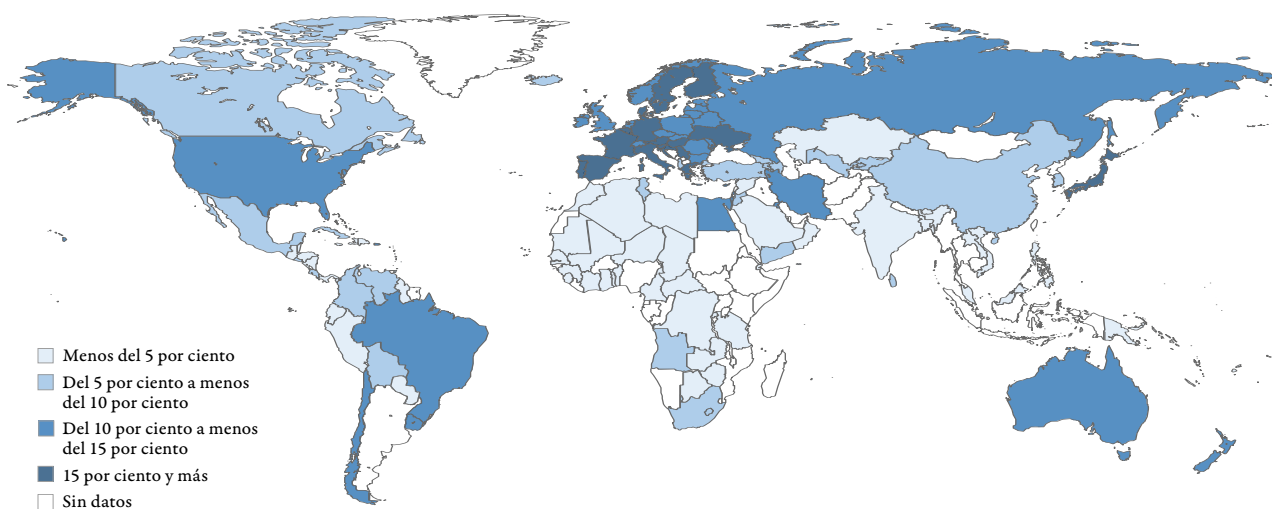 Menos del 5 por ciento
Del 5 por ciento a menos
del 10 por ciento
Del 10 por ciento a menos
del 15 por ciento
15 por ciento y más
Sin datos